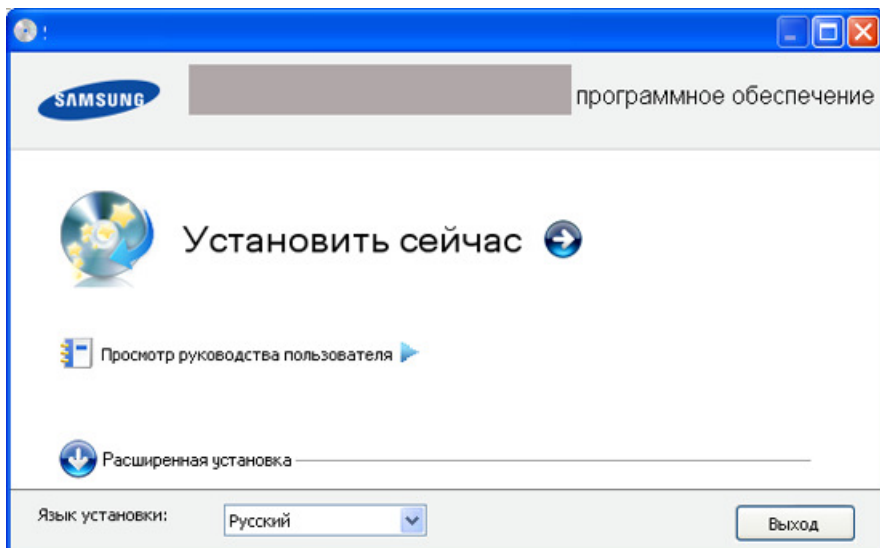 SAMSUNG
программное обеспечение
Установить сейчас
Просмотр руководства пользователя
Расширенная установка
Язык установки:
Русский
Выход